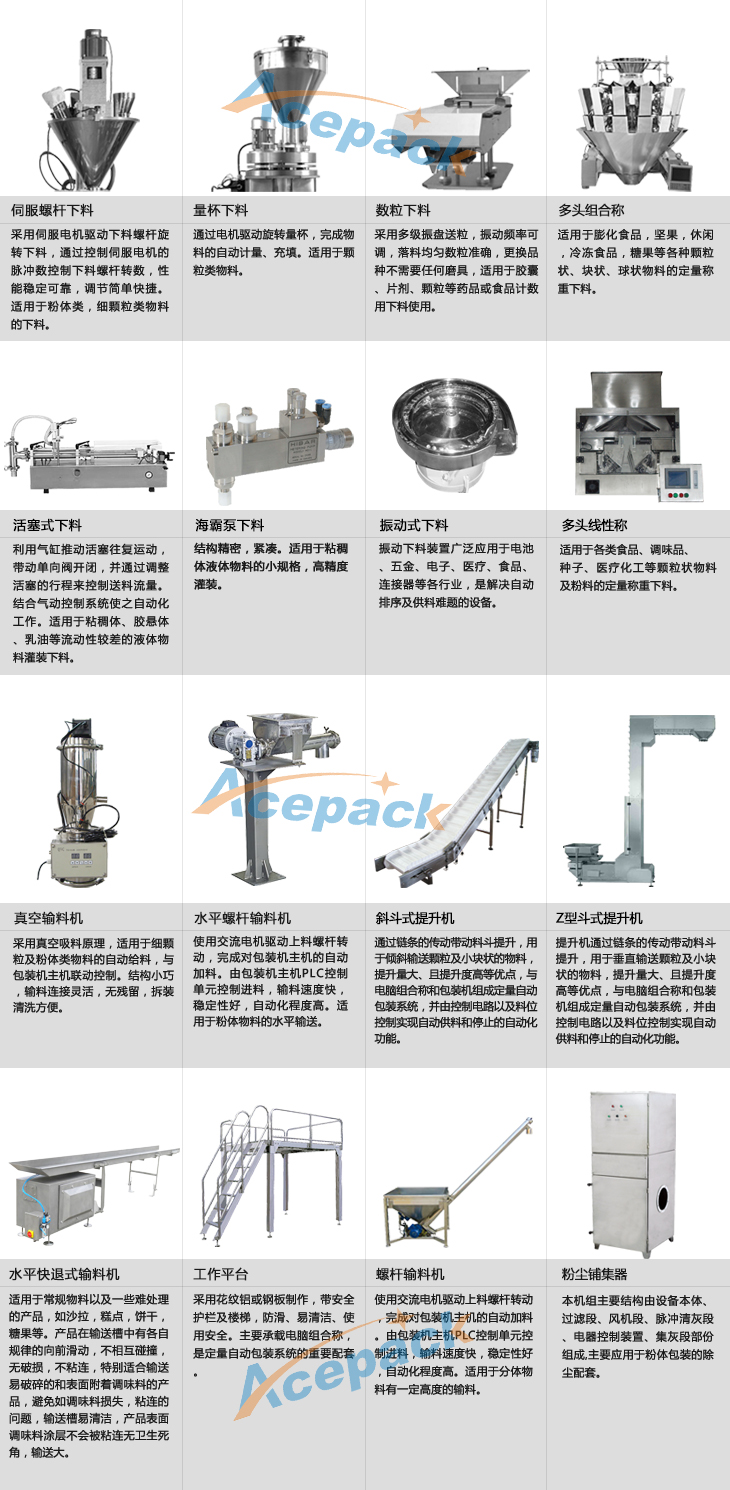 Acepack
伺服螺杆下料
采用伺服电机驱动下料螺杆旋
转下料，通过控制伺服电机的
脉冲数控制下料螺杆转数，性
能稳定可靠，调节简单快捷。
适用于粉体类，细颗粒类物料
的下料。
量杯下料
通过电机驱动旋转量杯，完成物
料的自动计量、充填。适用于颗
粒类物料。
数粒下料
采用多级振盘送粒，振动频率可
调，落料均匀数粒准确，更换品
种不需要任何磨具，适用于胶囊
、片剂、颗粒等药品或食品计数
用下料使用。
多头组合称
适用于膨化食品，坚果，休闲
，冷冻食品，糖果等各种颗粒
状、块状、球状物料的定量称
重下料。
HIBAR
活塞式下料
利用气缸推动活塞往复运动，
带动单向阀开闭，并通过调整
活塞的行程来控制送料流量。
结合气动控制系统使之自动化
工作。适用于粘稠体、胶悬体
、乳油等流动性较差的液体物
料灌装下料。
海霸泵下料
结构精密，紧凑。适用于粘稠
体液体物料的小规格，高精度
灌装。
振动式下料
振动下料装置广泛应用于电池
、五金、电子、医疗、食品、
连接器等各行业，是解决自动
排序及供料难题的设备。
多头线性称
适用于各类食品、调味品、
种子、医疗化工等颗粒状物料
及粉料的定量称重下料。
Acepack
真空输料机
采用真空吸料原理，适用于细颗
粒及粉体类物料的自动给料，与
包装机主机联动控制。结构小巧
，输料连接灵活，无残留，拆装
清洗方便。
水平螺杆输料机
使用交流电机驱动上料螺杆转
动，完成对包装机主机的自动
加料。由包装机主机PLC控制
单元控制进料，输料速度快，
稳定性好，自动化程度高。适
用于粉体物料的水平输送。
斜斗式提升机
通过链条的传动带动料斗提升，用
于倾斜输送颗粒及小块状的物料，
提升量大、且提升度高等优点，与
电脑组合称和包装机组成定量自动
包装系统，并由控制电路以及料位
控制实现自动供料和停止的自动化
功能。
Z型斗式提升机
提升机通过链条的传动带动料斗
提升，用于垂直输送颗粒及小块
状的物料，提升量大、且提升度
高等优点，与电脑组合称和包装
机组成定量自动包装系统，并由
控制电路以及料位控制实现自动
供料和停止的自动化功能。
水平快退式输料机
适用于常规物料以及一些难处理
的产品，如沙拉，糕点，饼干，
糖果等。产品在输送槽中有各自
规律的向前滑动，不相互碰撞，
无破损，不粘连，特别适合输送
易破碎的和表面附着调味料的产
品，避免如调味料损失，粘连的
问题，输送槽易清洁，产品表面
调味料涂层不会被粘连无卫生死
角，输送大。
工作平台
采用花纹铝或钢板制作，带安全
护栏及楼梯，防滑、易清洁、使
用安全。主要承载电脑组合称，
是定量自动包装系统的重要配套
。
Acepack
螺杆输料机
使用交流电机驱动上料螺杆转动
，完成对包装机主机的自动加料
。由包装机主机PLC控制单元控
制进料，输料速度快，稳定性好
，自动化程度高。适用于分体物
料有一定高度的输料。
粉尘铺集器
本机组主要结构由设备本体、
过滤段、风机段、脉冲清灰段
、电器控制装置、集灰段部份
组成,主要应用于粉体包装的除
尘配套。